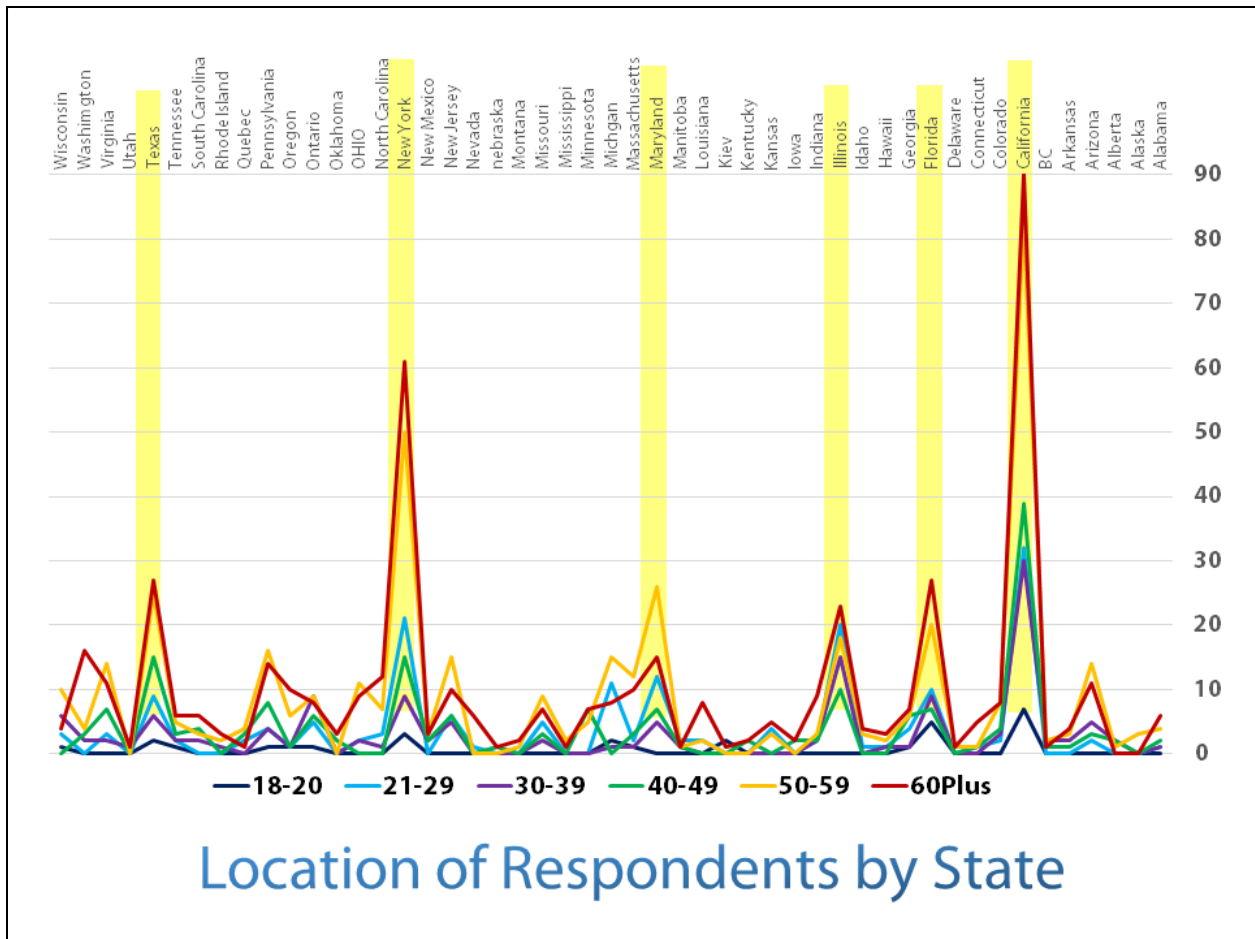 Wisconsin
Washimgton
Virginia
Utah
Texas
Tennessee
South Carolina
Rhode Island
Quebec
Pennsylvania
Oregon
Ontario
Oklahoma
OHIO
North Carolina
New York
New Mexico
New Jersey
Nevada
nebraska
Montana
Missouri
Mississippi
Minnesota
Michgan
Massachusetts
Maryland
Manitoba
Louisiana
Kiev
Kentucky
Kansas
Iowa
Indiana
Illinois
Idaho
Hawaii
Georgia
Florida
Delaware
Connecticut
Colorado
California
BC
Arkansas
Arizona
Alberta
Alaska
Alabama
90
80
70
60
50
40
30
20
10
0
18-20 21-29 30-39 40-49 50-59 60Plus
Location of Respondents by State